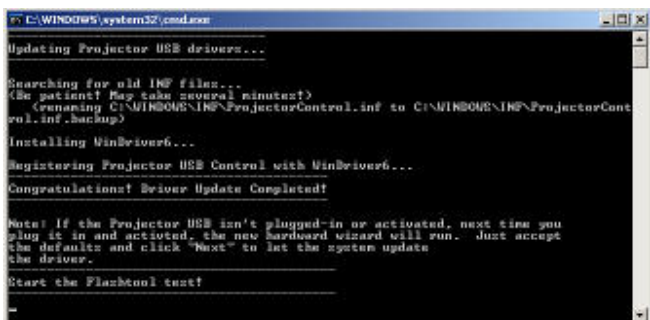 C:\WINDOWS\system32\cmd.exe
Updating Projector USB drivers...
Searching for old INF files...
(Be patient! May take several minutes!)
(renaming C:\WINDOWS\INF\ProjectorControl.inf to C:\WINDOWS\INF\ProjectorCont
rol.inf.backup)
Installing WinDriver6...
Registering Projector USB Control with WinDriver6...
Congratulations! Driver Update Completed!
Note: If the Projector USB isn't plugged-in or activated, next time you
plug it in and activted, the new hardward wizard will run.  Just accept
the defaults and click "Next" to let the system update
the driver.
Start the Flashtool test!